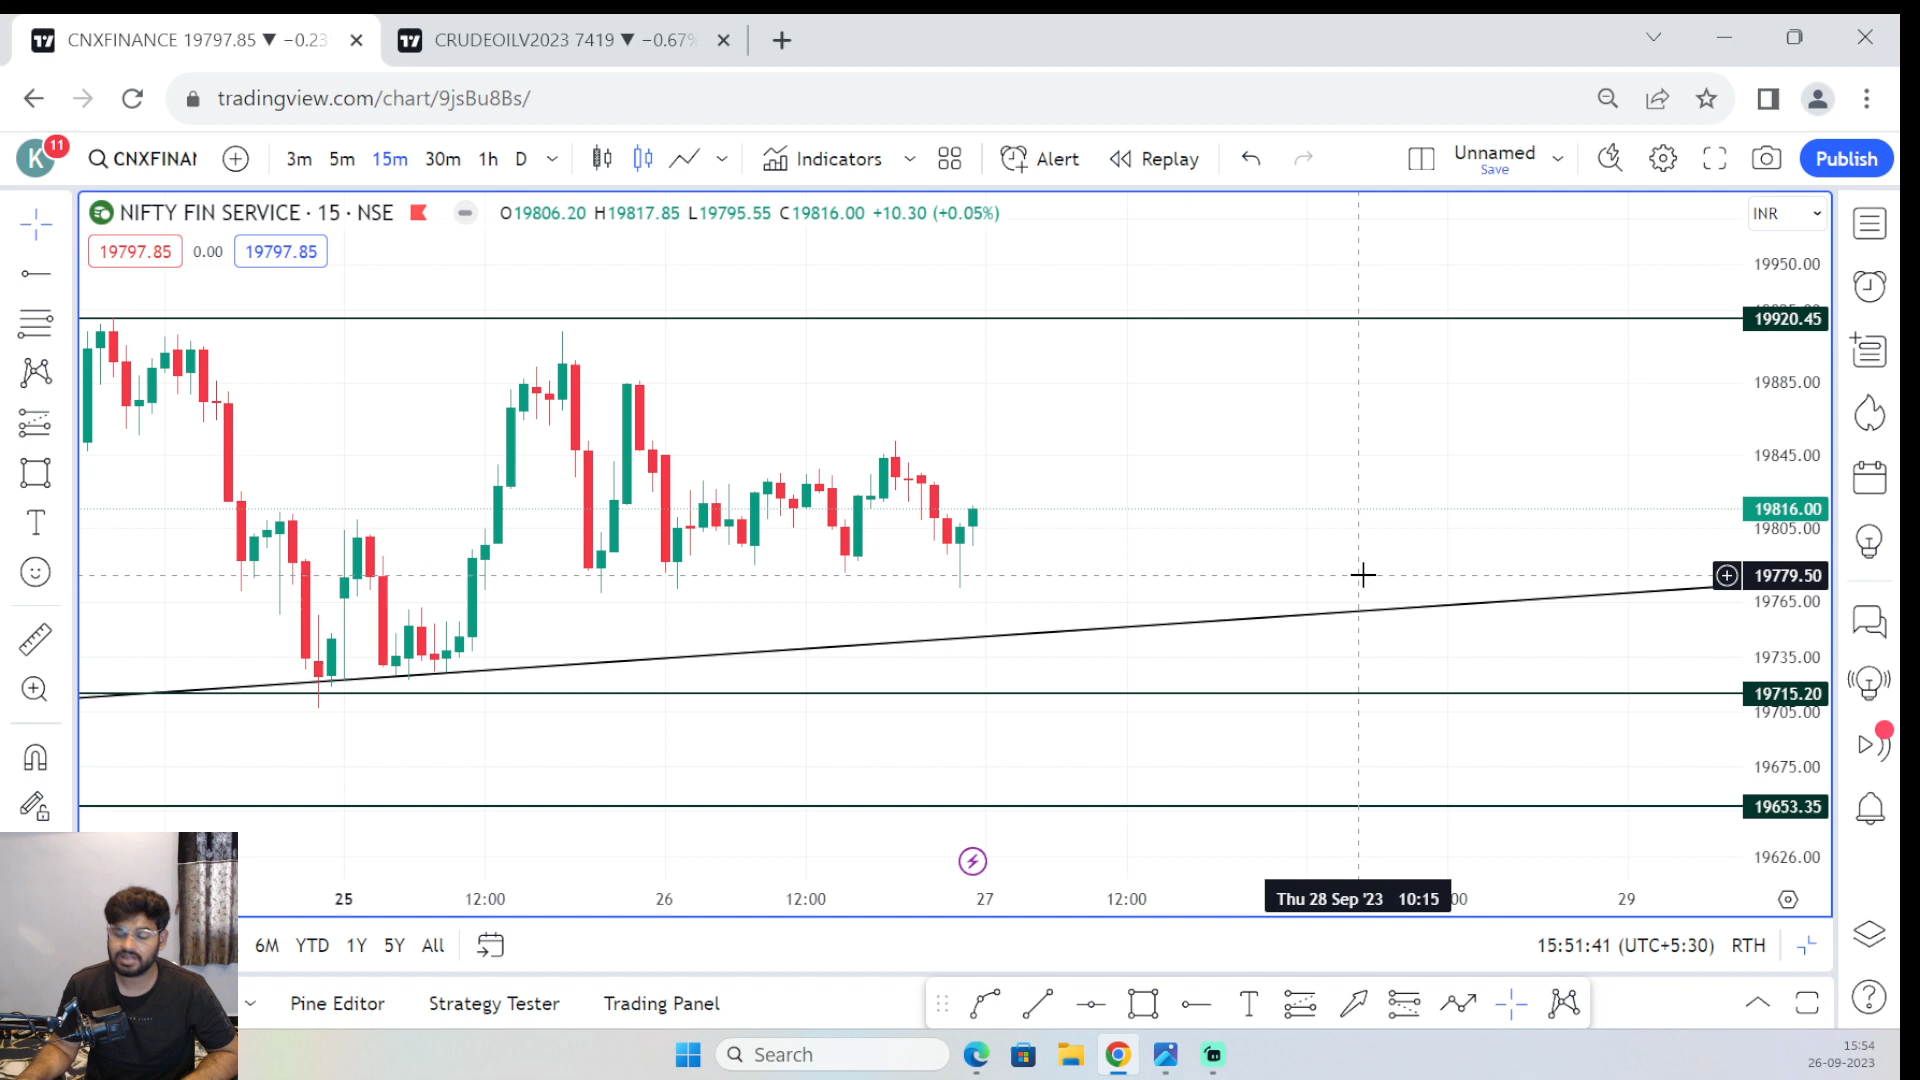 CNXFINANCE 19797.85 ▼ −0.23
CRUDEOILV2023 7419 ▼ −0.67%
tradingview.com/chart/9jsBu8Bs/
K 11
CNXFINAN
3m 5m 15m 30m 1h D
Indicators
Alert
Replay
Unnamed
Save
Publish
NIFTY FIN SERVICE · 15 · NSE
O19806.20 H19817.85 L19795.55 C19816.00 +10.30 (+0.05%)
INR
19797.85 0.00 19797.85
19950.00
19920.45
19885.00
19845.00
19816.00
19805.00
19779.50
19765.00
19735.00
19715.20
19705.00
19675.00
19653.35
19626.00
25 12:00 26 12:00 27 12:00 Thu 28 Sep '23 10:15 29
6M YTD 1Y 5Y All
15:51:41 (UTC+5:30) RTH
Pine Editor Strategy Tester Trading Panel
Search
15:54
26-09-2023